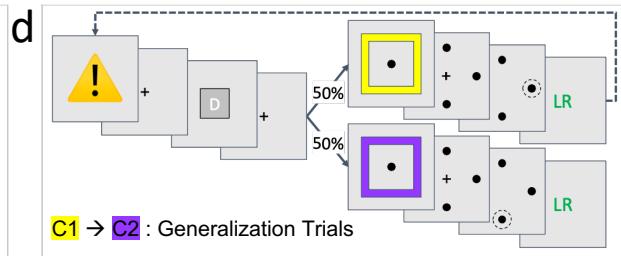 d
!
+
D
+
50%
50%
+
LR
+
LR
C1 → C2 : Generalization Trials